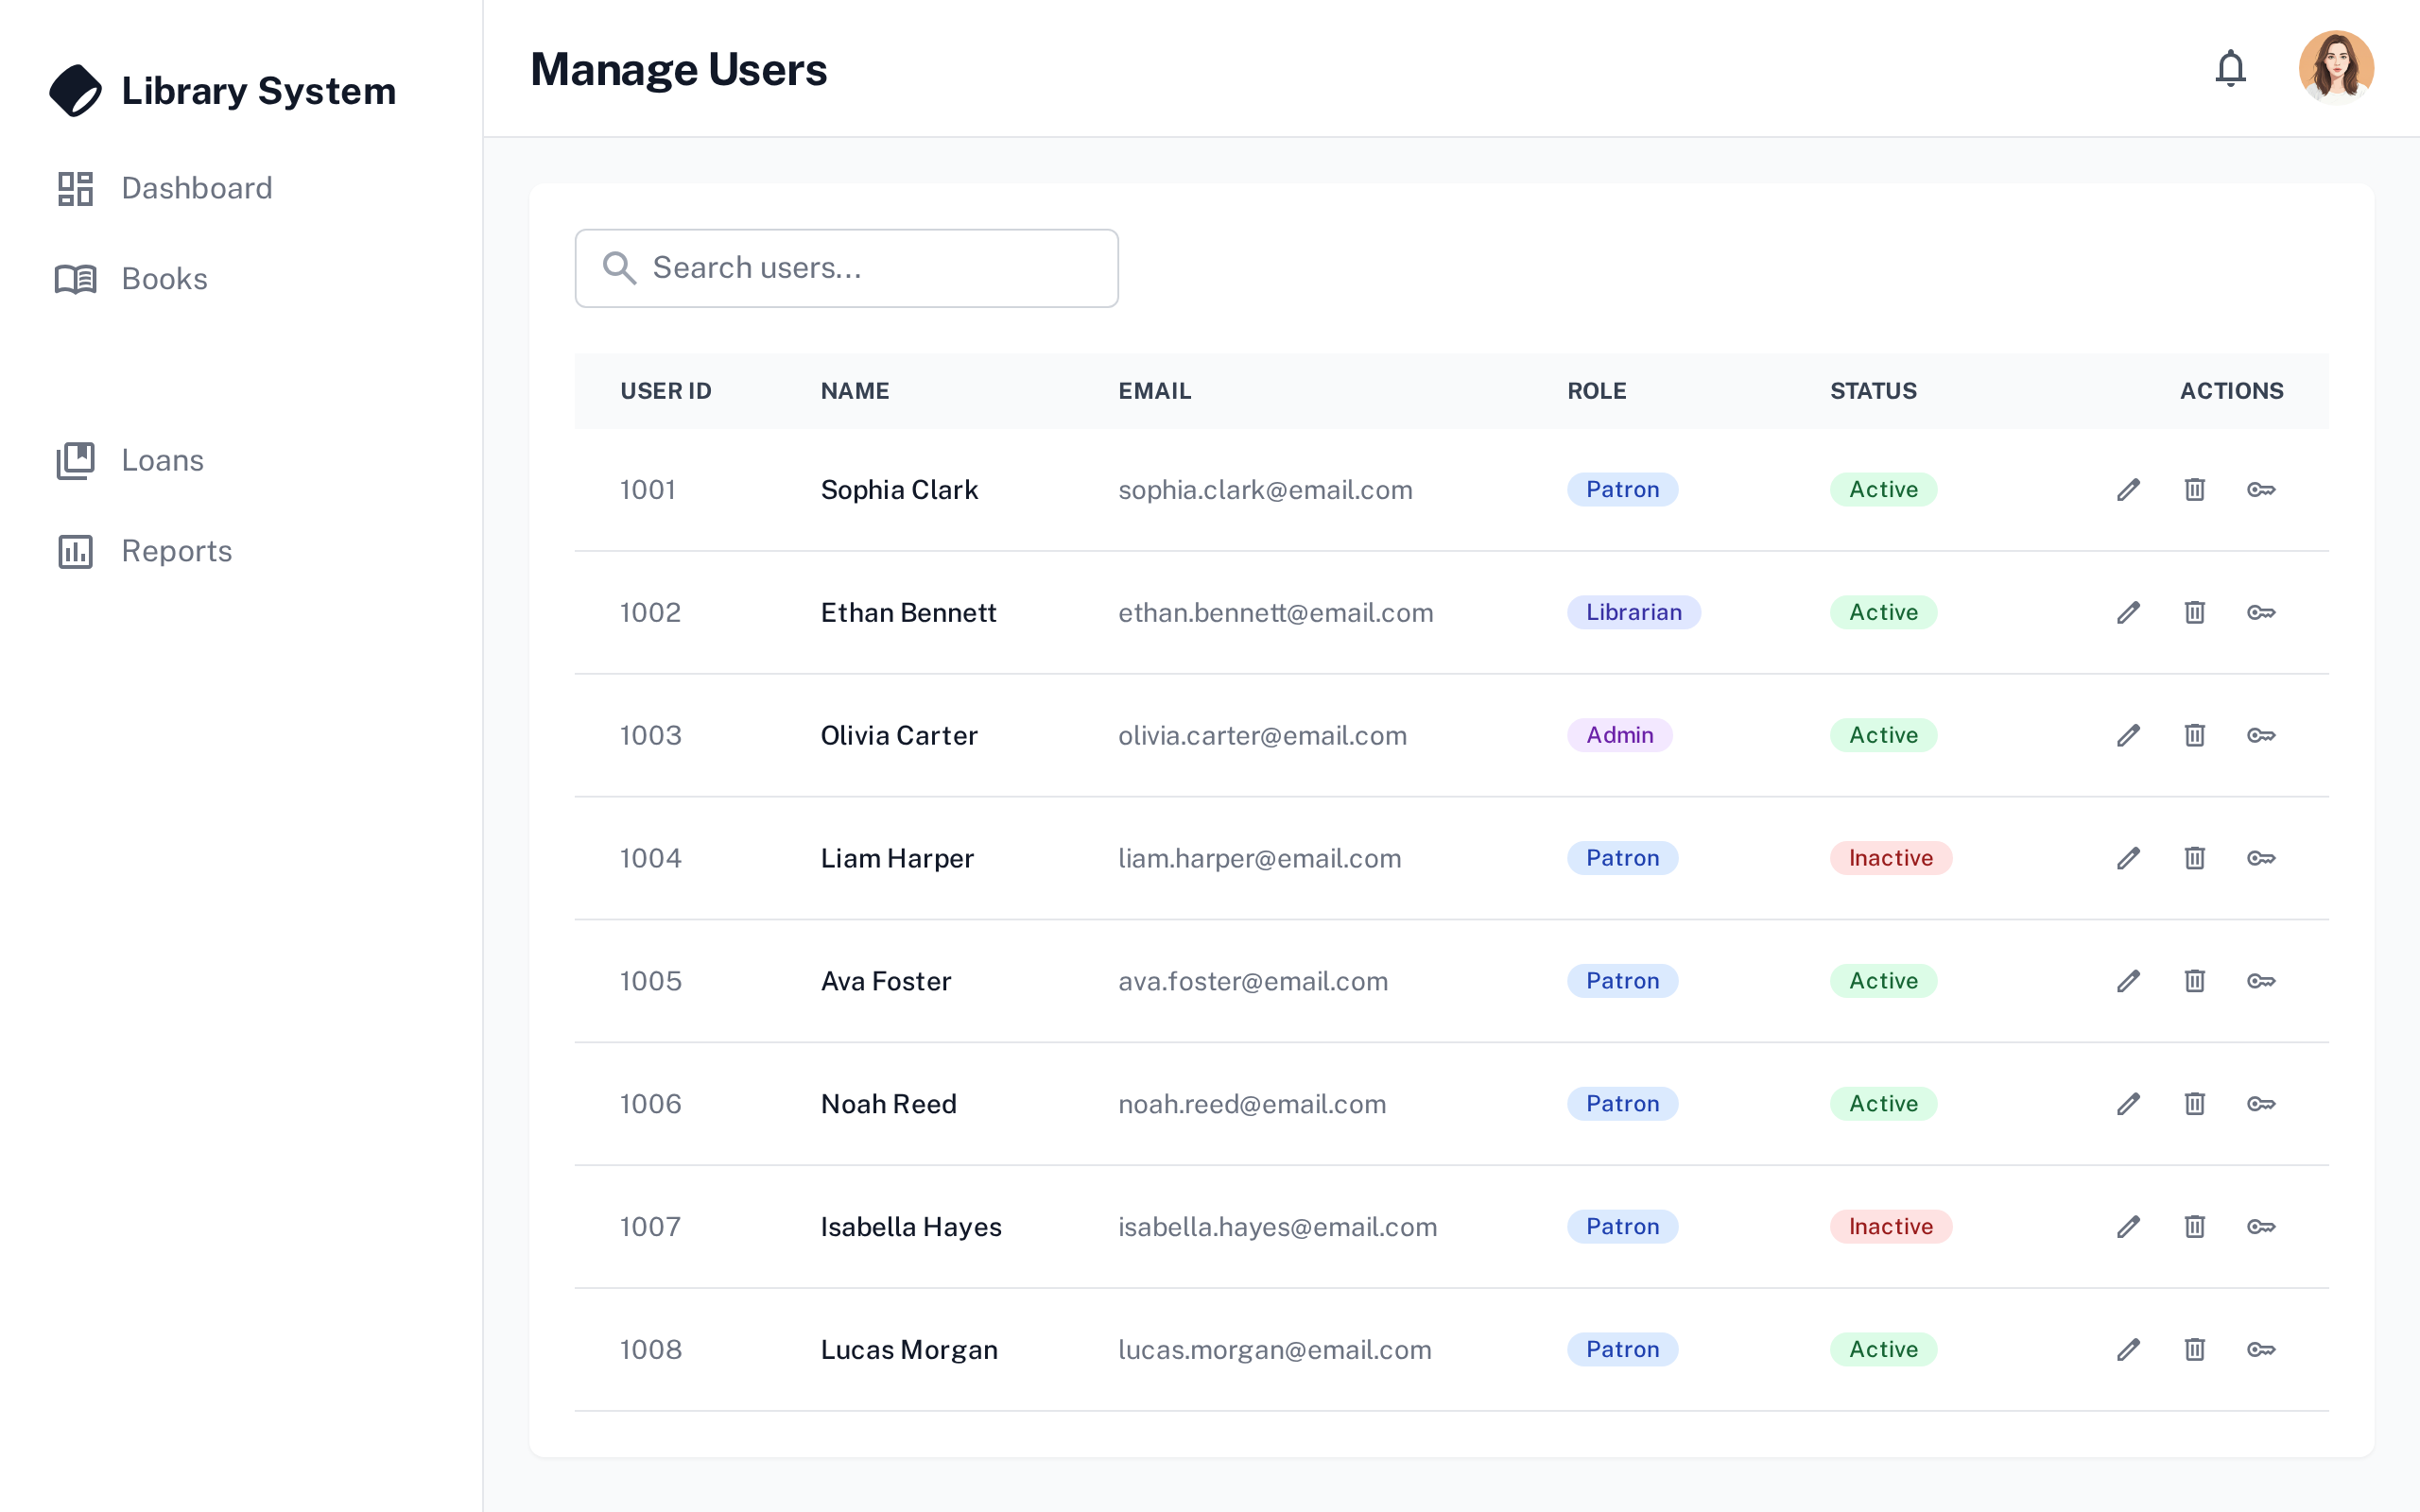 Library System
Dashboard
Books
Loans
Reports
Manage Users
Search users...
USER ID NAME EMAIL ROLE STATUS ACTIONS
1001 Sophia Clark sophia.clark@email.com Patron Active
1002 Ethan Bennett ethan.bennett@email.com Librarian Active
1003 Olivia Carter olivia.carter@email.com Admin Active
1004 Liam Harper liam.harper@email.com Patron Inactive
1005 Ava Foster ava.foster@email.com Patron Active
1006 Noah Reed noah.reed@email.com Patron Active
1007 Isabella Hayes isabella.hayes@email.com Patron Inactive
1008 Lucas Morgan lucas.morgan@email.com Patron Active